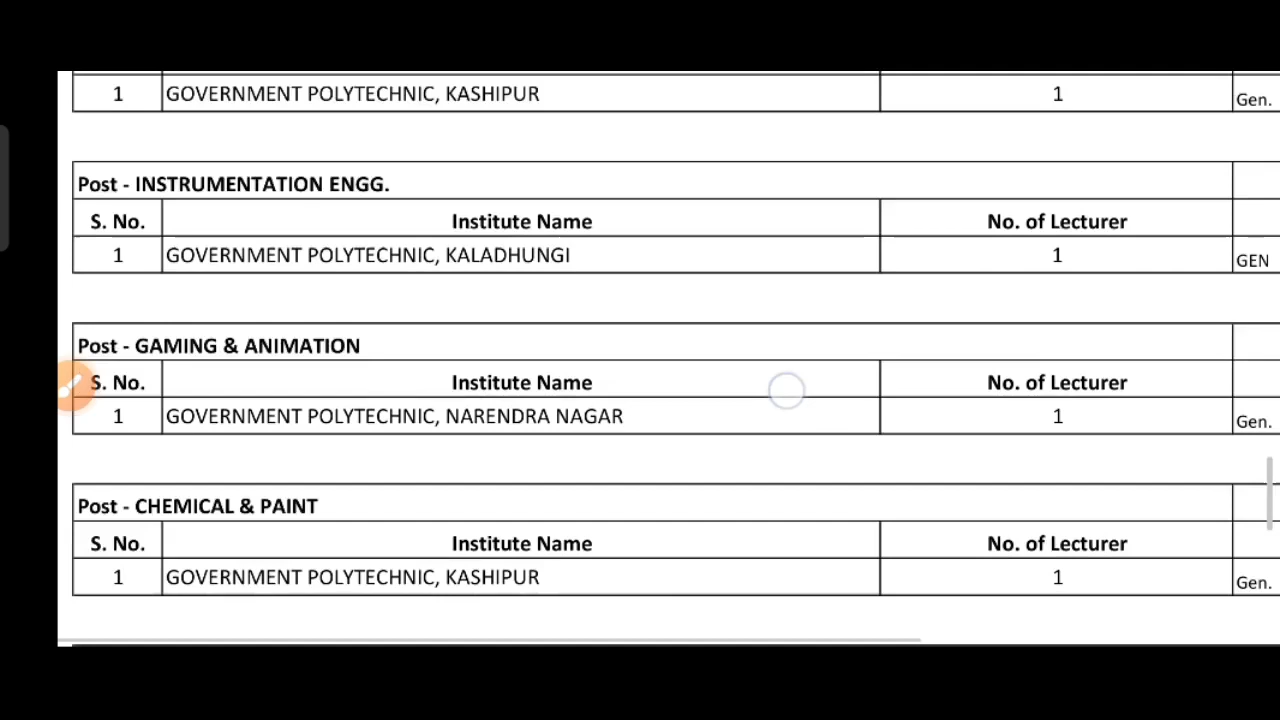 1 GOVERNMENT POLYTECHNIC, KASHIPUR 1 Gen.
Post - INSTRUMENTATION ENGG.
S. No. Institute Name No. of Lecturer
1 GOVERNMENT POLYTECHNIC, KALADHUNGI 1 GEN
Post - GAMING & ANIMATION
S. No. Institute Name No. of Lecturer
1 GOVERNMENT POLYTECHNIC, NARENDRA NAGAR 1 Gen.
Post - CHEMICAL & PAINT
S. No. Institute Name No. of Lecturer
1 GOVERNMENT POLYTECHNIC, KASHIPUR 1 Gen.